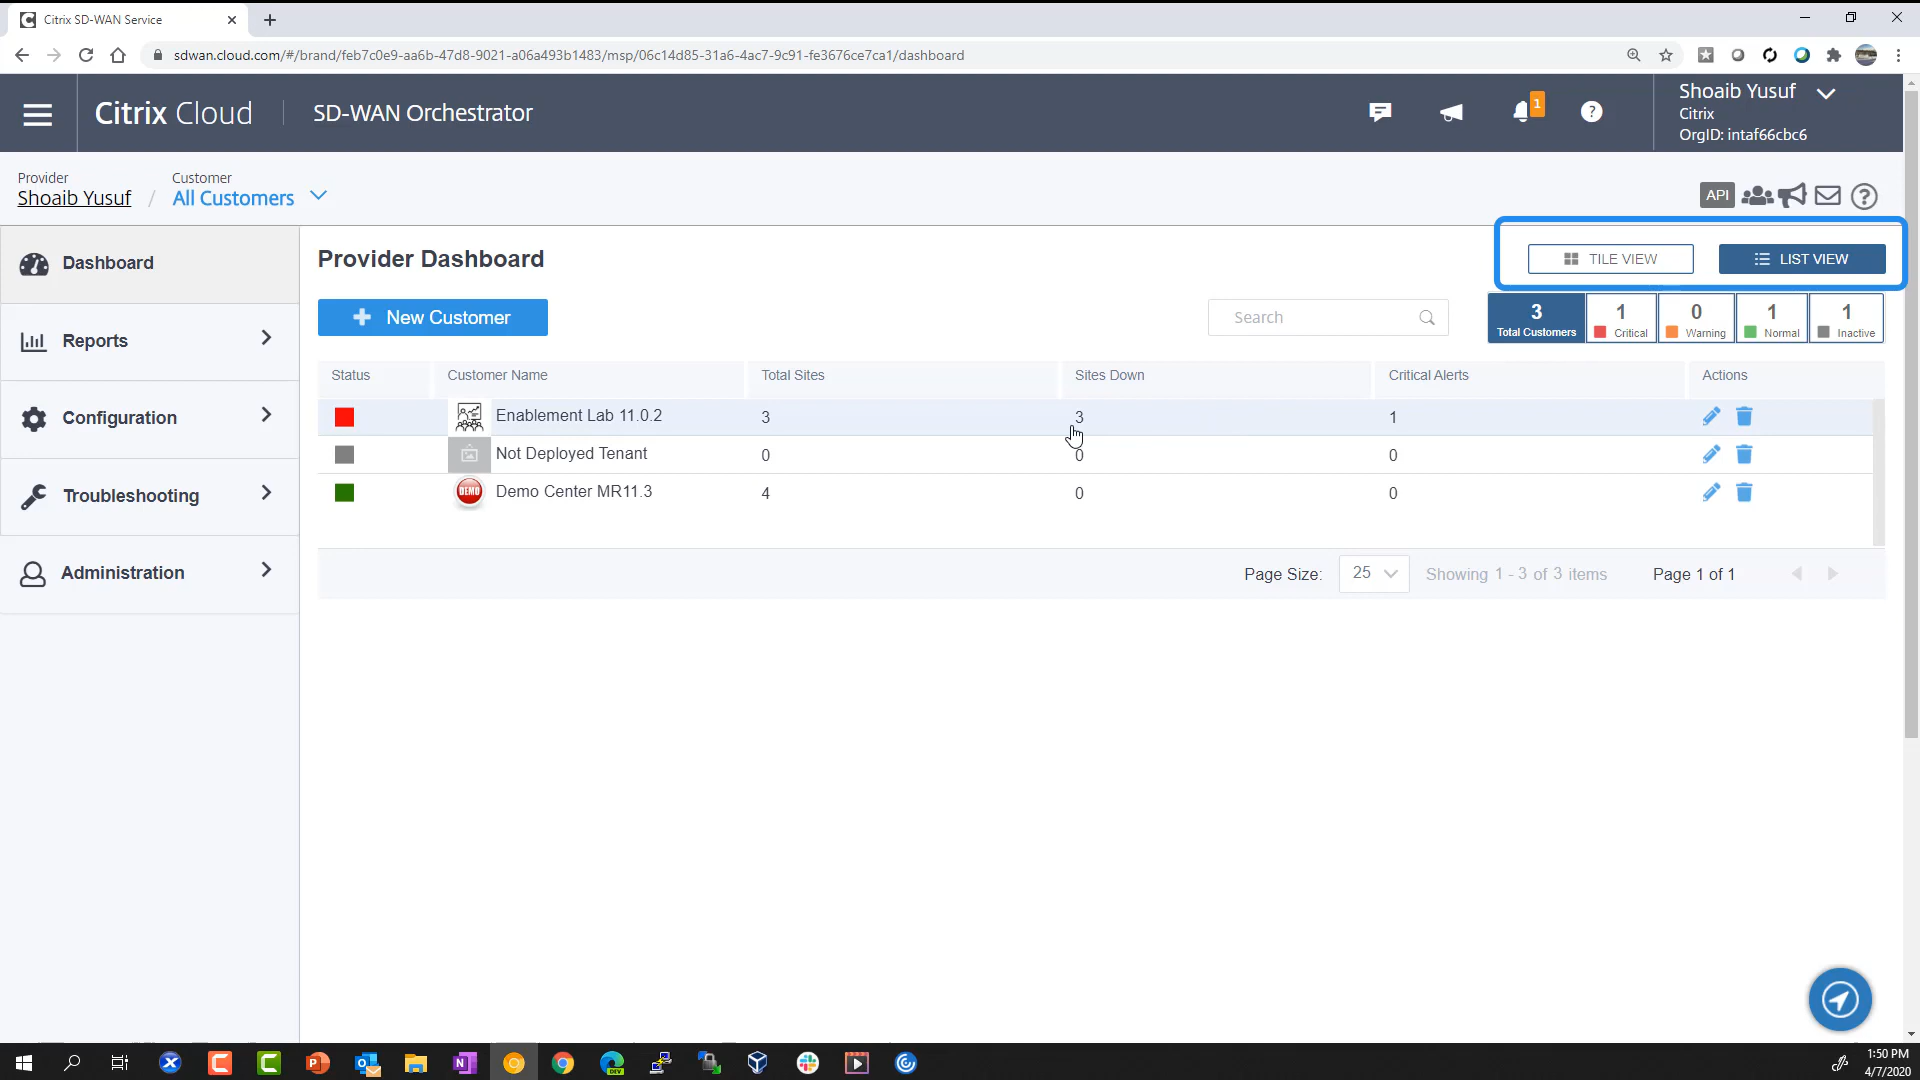 Citrix SD-WAN Service
sdwan.cloud.com/#/brand/feb7c0e9-aa6b-47d8-9021-a06a493b1483/msp/06c14d85-31a6-4ac7-9c91-fe3676ce7ca1/dashboard
Citrix Cloud SD-WAN Orchestrator
1
Shoaib Yusuf
Citrix
OrgID: intaf66cbc6
Provider Customer
Shoaib Yusuf / All Customers
API
Dashboard
Reports
Configuration
Troubleshooting
Administration
Provider Dashboard
TILE VIEW LIST VIEW
New Customer
Search
3 1 0 1 1
Total Customers Critical Warning Normal Inactive
Status Customer Name Total Sites Sites Down Critical Alerts Actions
Enablement Lab 11.0.2 3 3 1
Not Deployed Tenant 0 0 0
DEMO Demo Center MR11.3 4 0 0
Page Size: 25 Showing 1 - 3 of 3 items Page 1 of 1
1:50 PM
4/7/2020